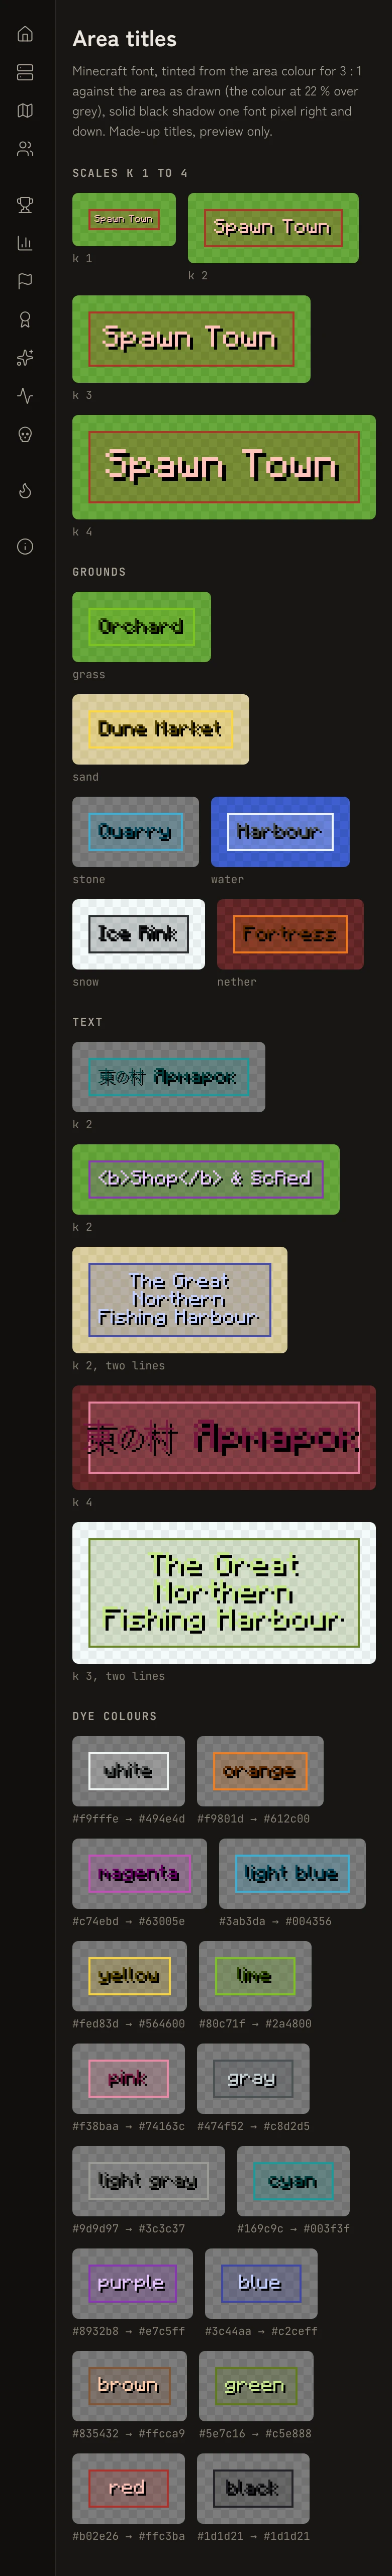 Area titles
Minecraft font, tinted from the area colour for 3 : 1
against the area as drawn (the colour at 22 % over
grey), solid black shadow one font pixel right and
down. Made-up titles, preview only.
SCALES K 1 TO 4
Spawn Town
k 1
Spawn Town
k 2
Spawn Town
k 3
Spawn Town
k 4
GROUNDS
Orchard
grass
Dune Market
sand
Quarry
stone
Harbour
water
Ice Rink
snow
Fortress
nether
TEXT
東の村 Ярмарок
k 2
<b>Shop</b> & ScRed
k 2
The Great
Northern
Fishing Harbour
k 2, two lines
東の村 Ярмарок
k 4
The Great
Northern
Fishing Harbour
k 3, two lines
DYE COLOURS
white
#f9fffe → #494e4d
orange
#f9801d → #612c00
magenta
#c74ebd → #63005e
light blue
#3ab3da → #004356
yellow
#fed83d → #564600
lime
#80c71f → #2a4800
pink
#f38baa → #74163c
gray
#474f52 → #c8d2d5
light gray
#9d9d97 → #3c3c37
cyan
#169c9c → #003f3f
purple
#8932b8 → #e7c5ff
blue
#3c44aa → #c2ceff
brown
#835432 → #ffcca9
green
#5e7c16 → #c5e888
red
#b02e26 → #ffc3ba
black
#1d1d21 → #1d1d21